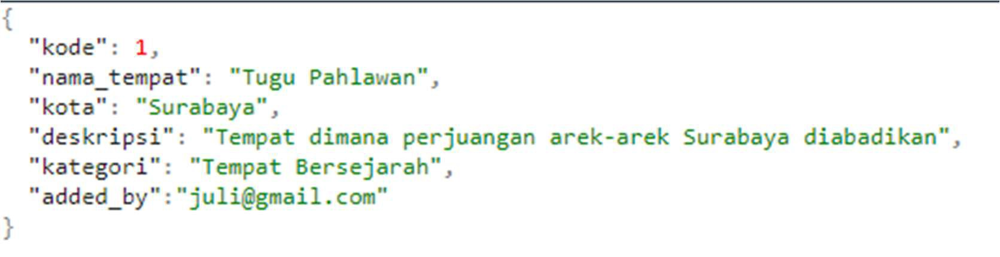 {
"kode": 1,
"nama_tempat": "Tugu Pahlawan",
"kota": "Surabaya",
"deskripsi": "Tempat dimana perjuangan arek-arek Surabaya diabadikan",
"kategori": "Tempat Bersejarah",
"added_by":"juli@gmail.com"
}